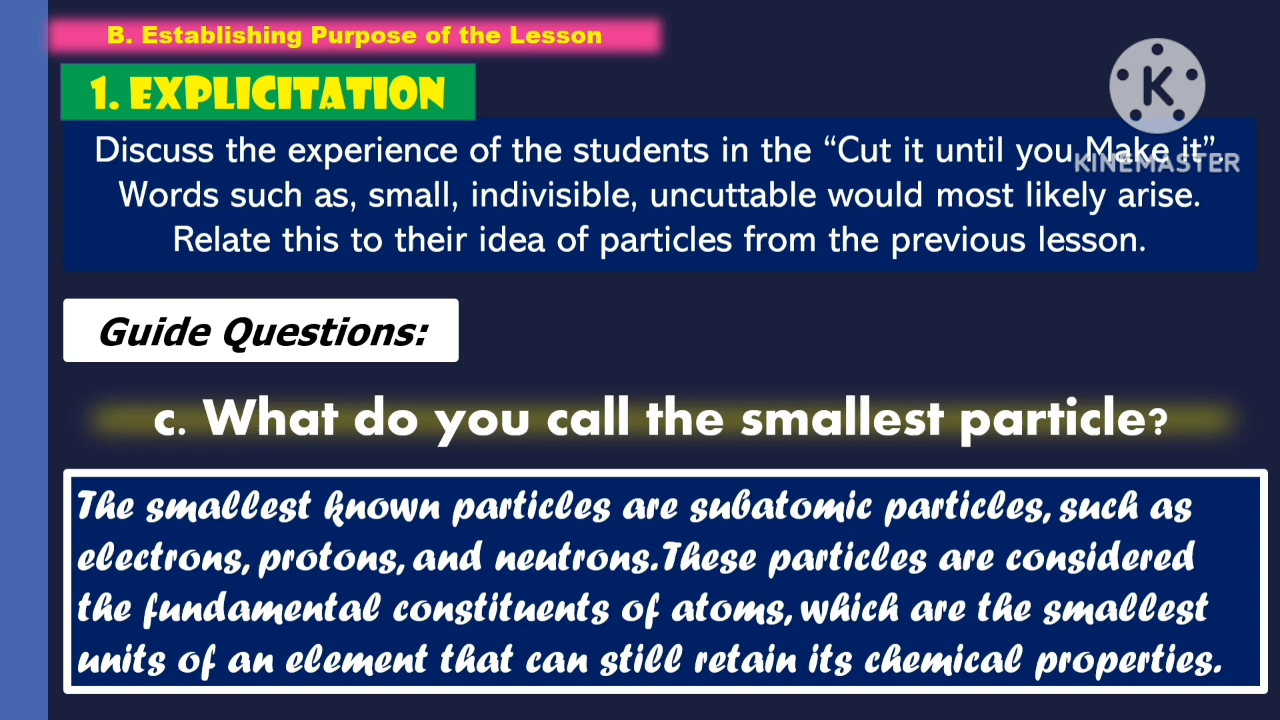 B. Establishing Purpose of the Lesson
1. EXPLICITATION
K
Discuss the experience of the students in the “Cut it until you Make it”.
KINEMASTER
Words such as, small, indivisible, uncuttable would most likely arise.
Relate this to their idea of particles from the previous lesson.
Guide Questions:
c. What do you call the smallest particle?
The smallest known particles are subatomic particles, such as
electrons, protons, and neutrons.These particles are considered
the fundamental constituents of atoms, which are the smallest
units of an element that can still retain its chemical properties.